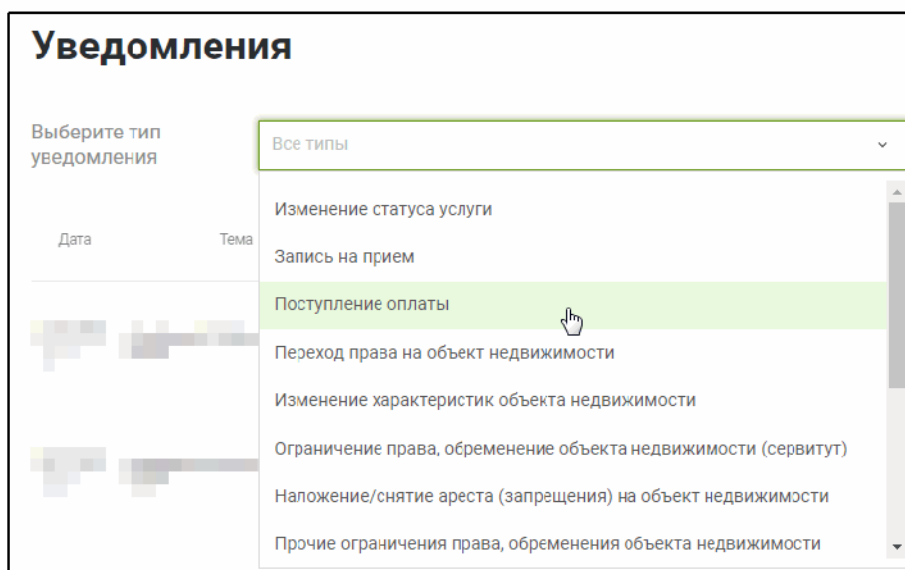 Уведомления
Выберите тип
уведомления
Все типы
Дата
Тема
Изменение статуса услуги
Запись на прием
Поступление оплаты
Переход права на объект недвижимости
Изменение характеристик объекта недвижимости
Ограничение права, обременение объекта недвижимости (сервитут)
Наложение/снятие ареста (запрещения) на объект недвижимости
Прочие ограничения права, обременения объекта недвижимости